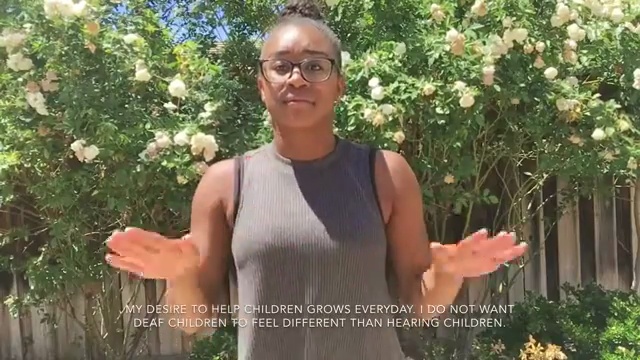 MY DESIRE TO HELP CHILDREN GROWS EVERYDAY. I DO NOT WANT
DEAF CHILDREN TO FEEL DIFFERENT THAN HEARING CHILDREN.